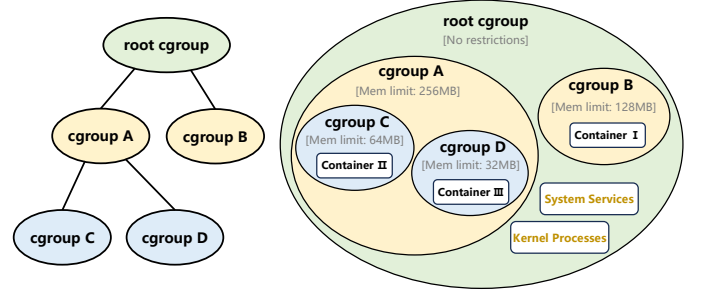 root cgroup
cgroup A
cgroup B
cgroup C
cgroup D
root cgroup
[No restrictions]
cgroup A
[Mem limit: 256MB]
cgroup B
[Mem limit: 128MB]
Container Ⅰ
cgroup C
[Mem limit: 64MB]
Container Ⅱ
cgroup D
[Mem limit: 32MB]
Container Ⅲ
System Services
Kernel Processes